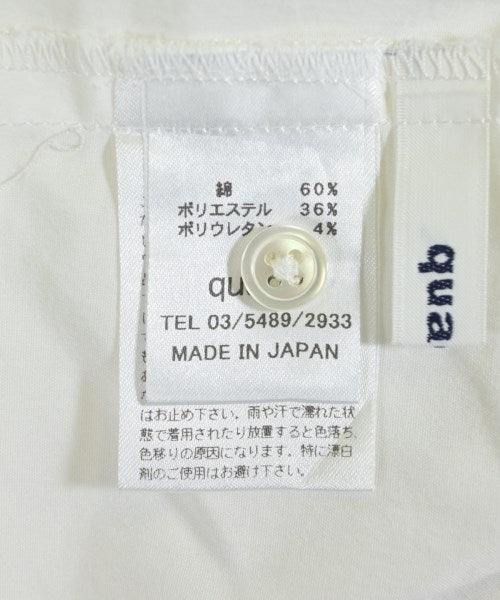 綿 60%
ポリエステル 36%
ポリウレタン 4%
qu
TEL 03/5489/2933
MADE IN JAPAN
はお止め下さい。雨や汗で濡れた状
態で着用されたり放置すると色落ち、
色移りの原因になります。特に漂白
剤のご使用はお避け下さい。
qua